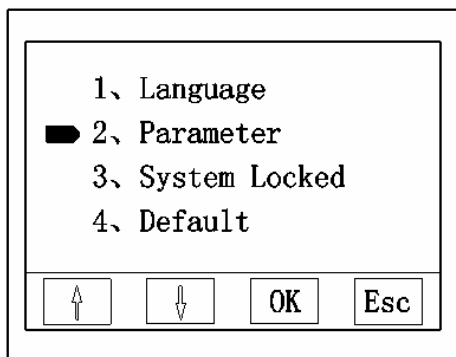 1、Language
2、Parameter
3、System Locked
4、Default
↑ ↓ OK Esc